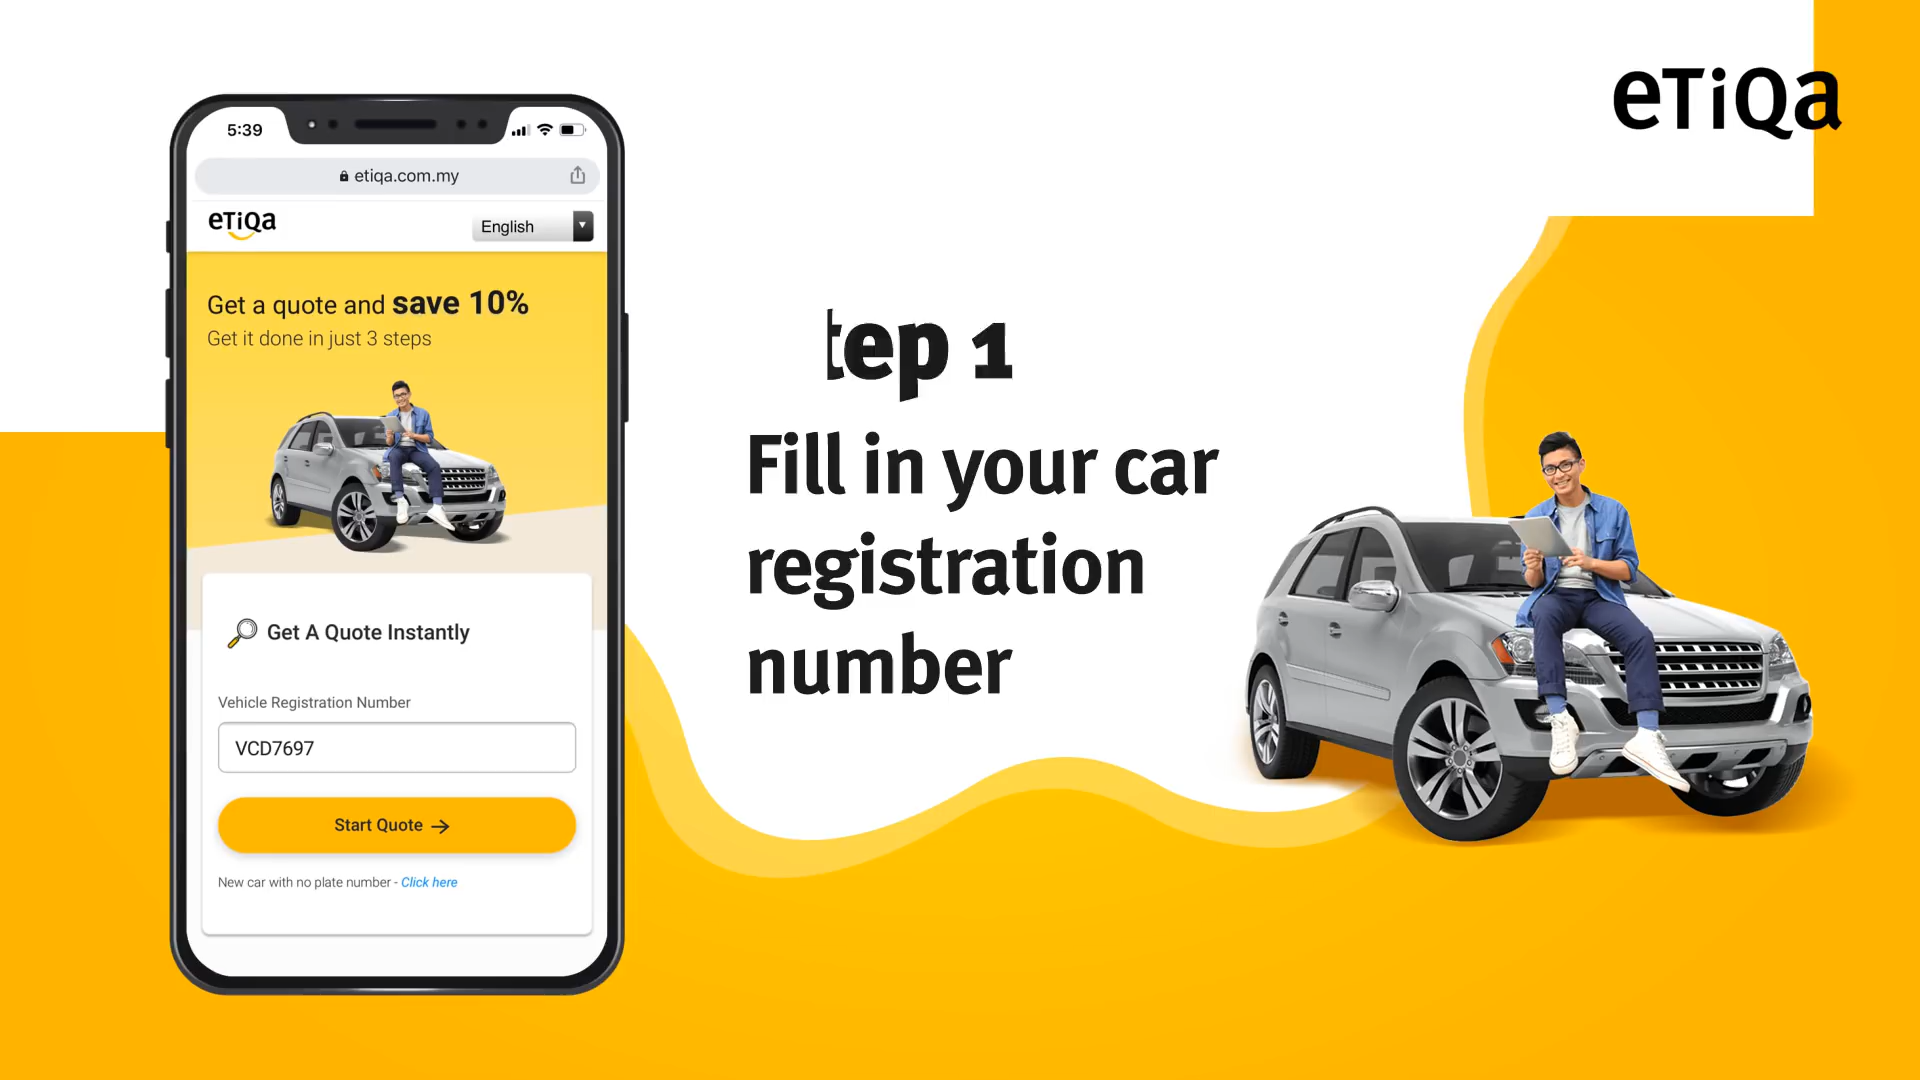 eTiQa
5:39
etiqa.com.my
eTiQa
English
Get a quote and save 10%
Get it done in just 3 steps
Get A Quote Instantly
Vehicle Registration Number
VCD7697
Start Quote →
New car with no plate number - Click here
tep 1
Fill in your car
registration
number